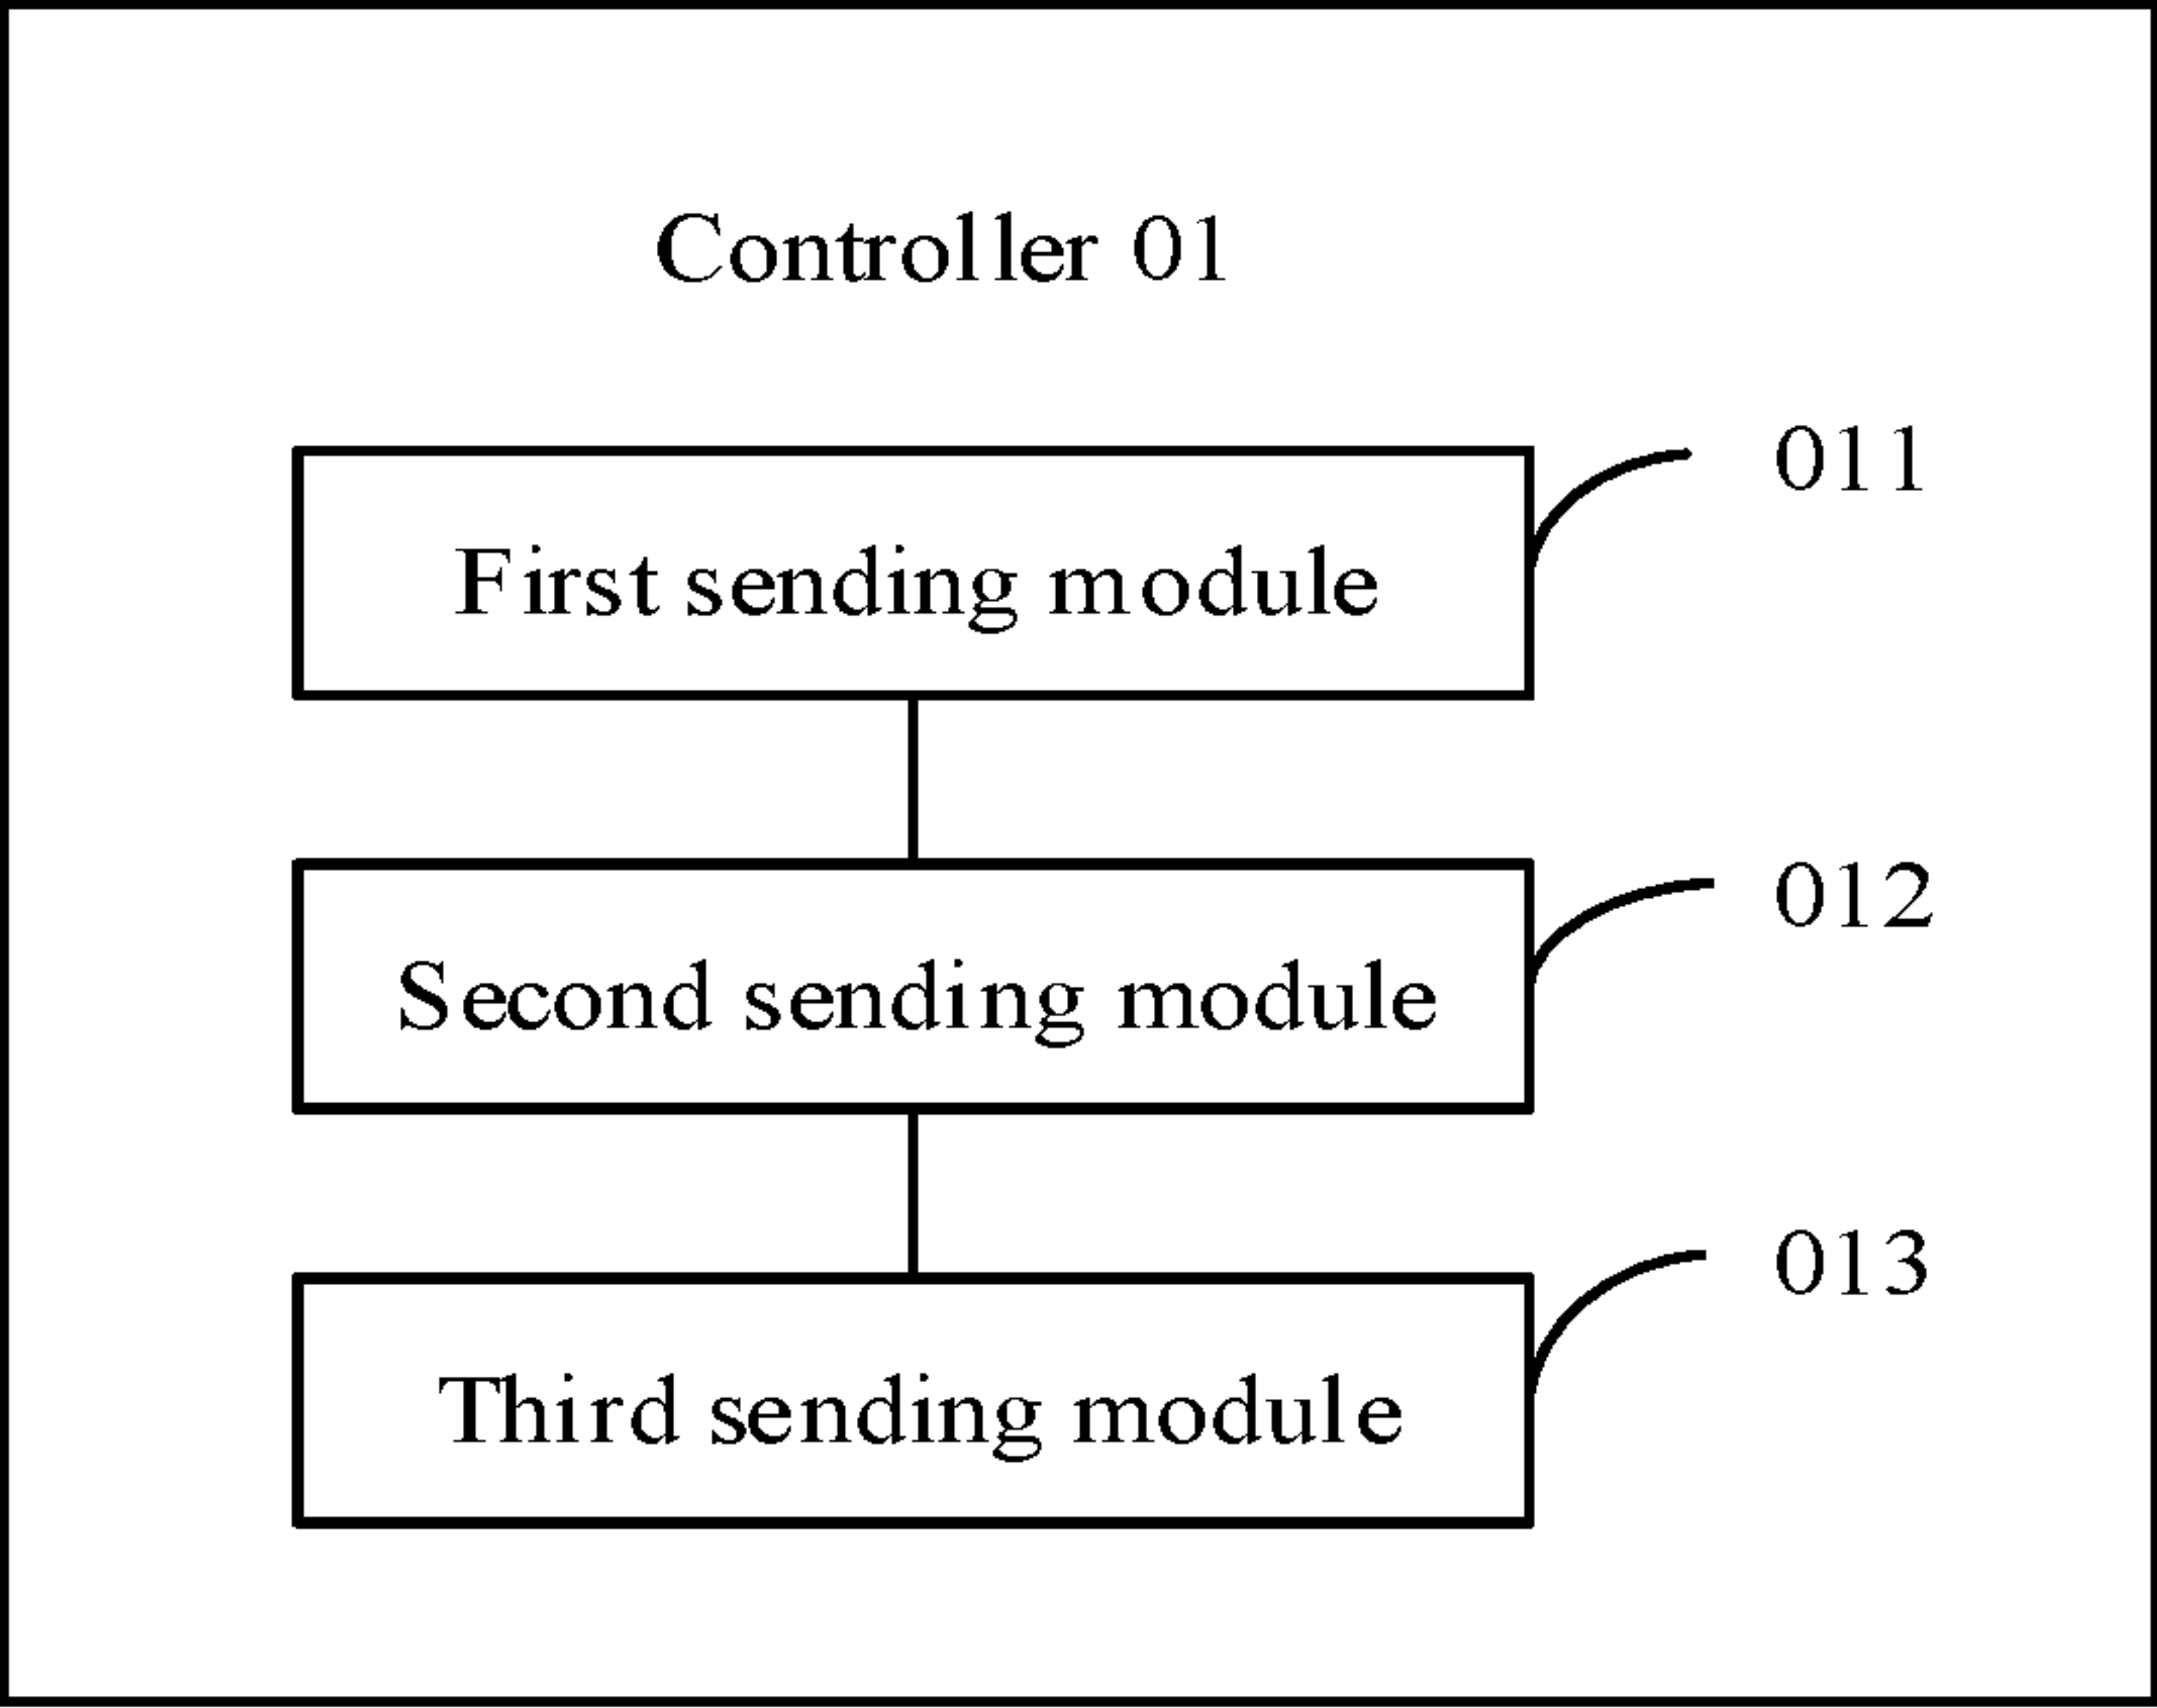 Controller 01
011
First sending module
012
Second sending module
013
Third sending module